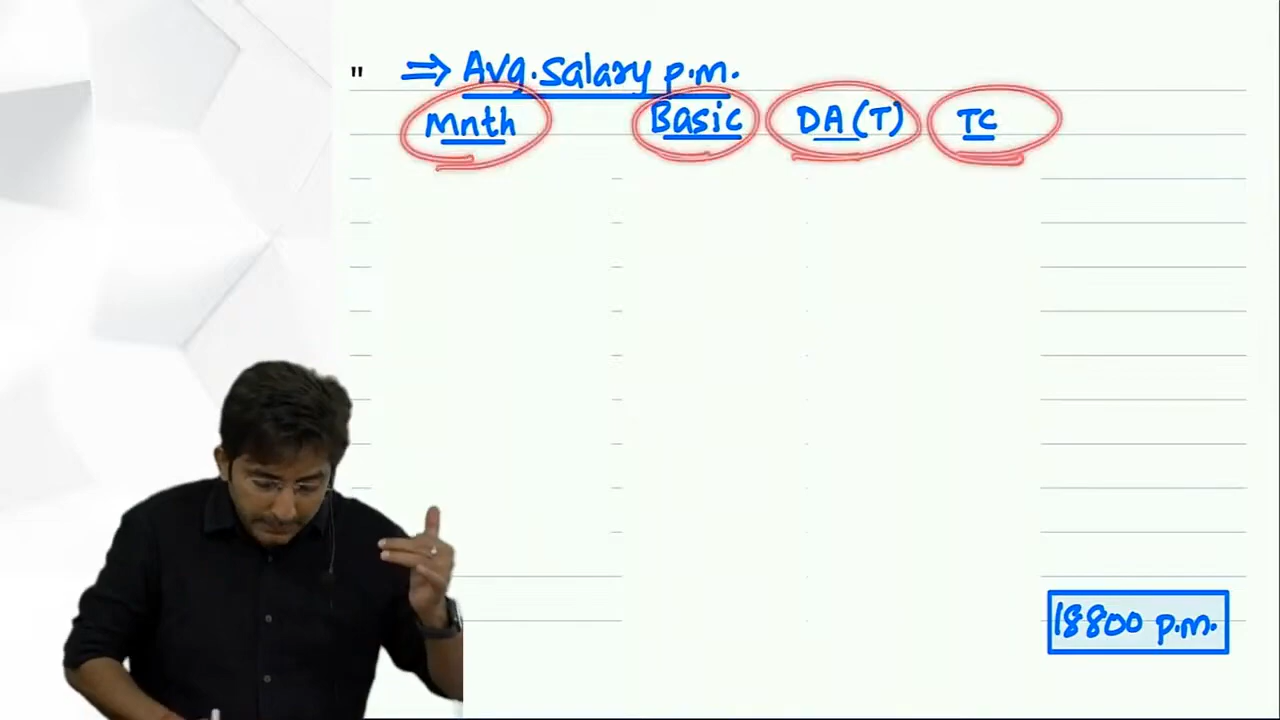 " ⇒ Avg. Salary p.m.
Mnth Basic DA(T) TC
18800 p.m.